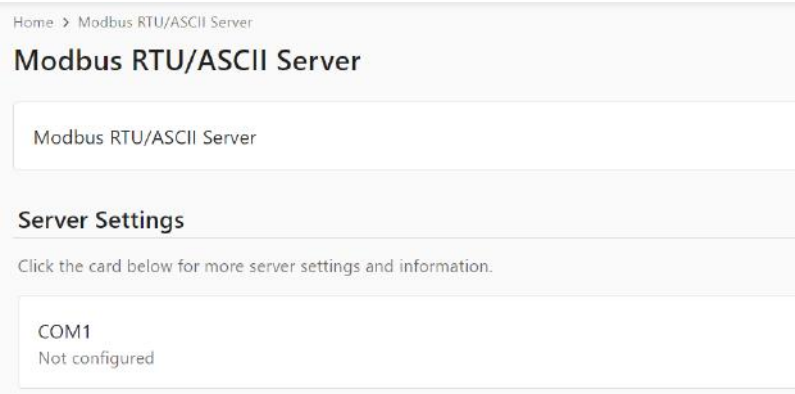 Home > Modbus RTU/ASCII Server
Modbus RTU/ASCII Server
Modbus RTU/ASCII Server
Server Settings
Click the card below for more server settings and information.
COM1
Not configured